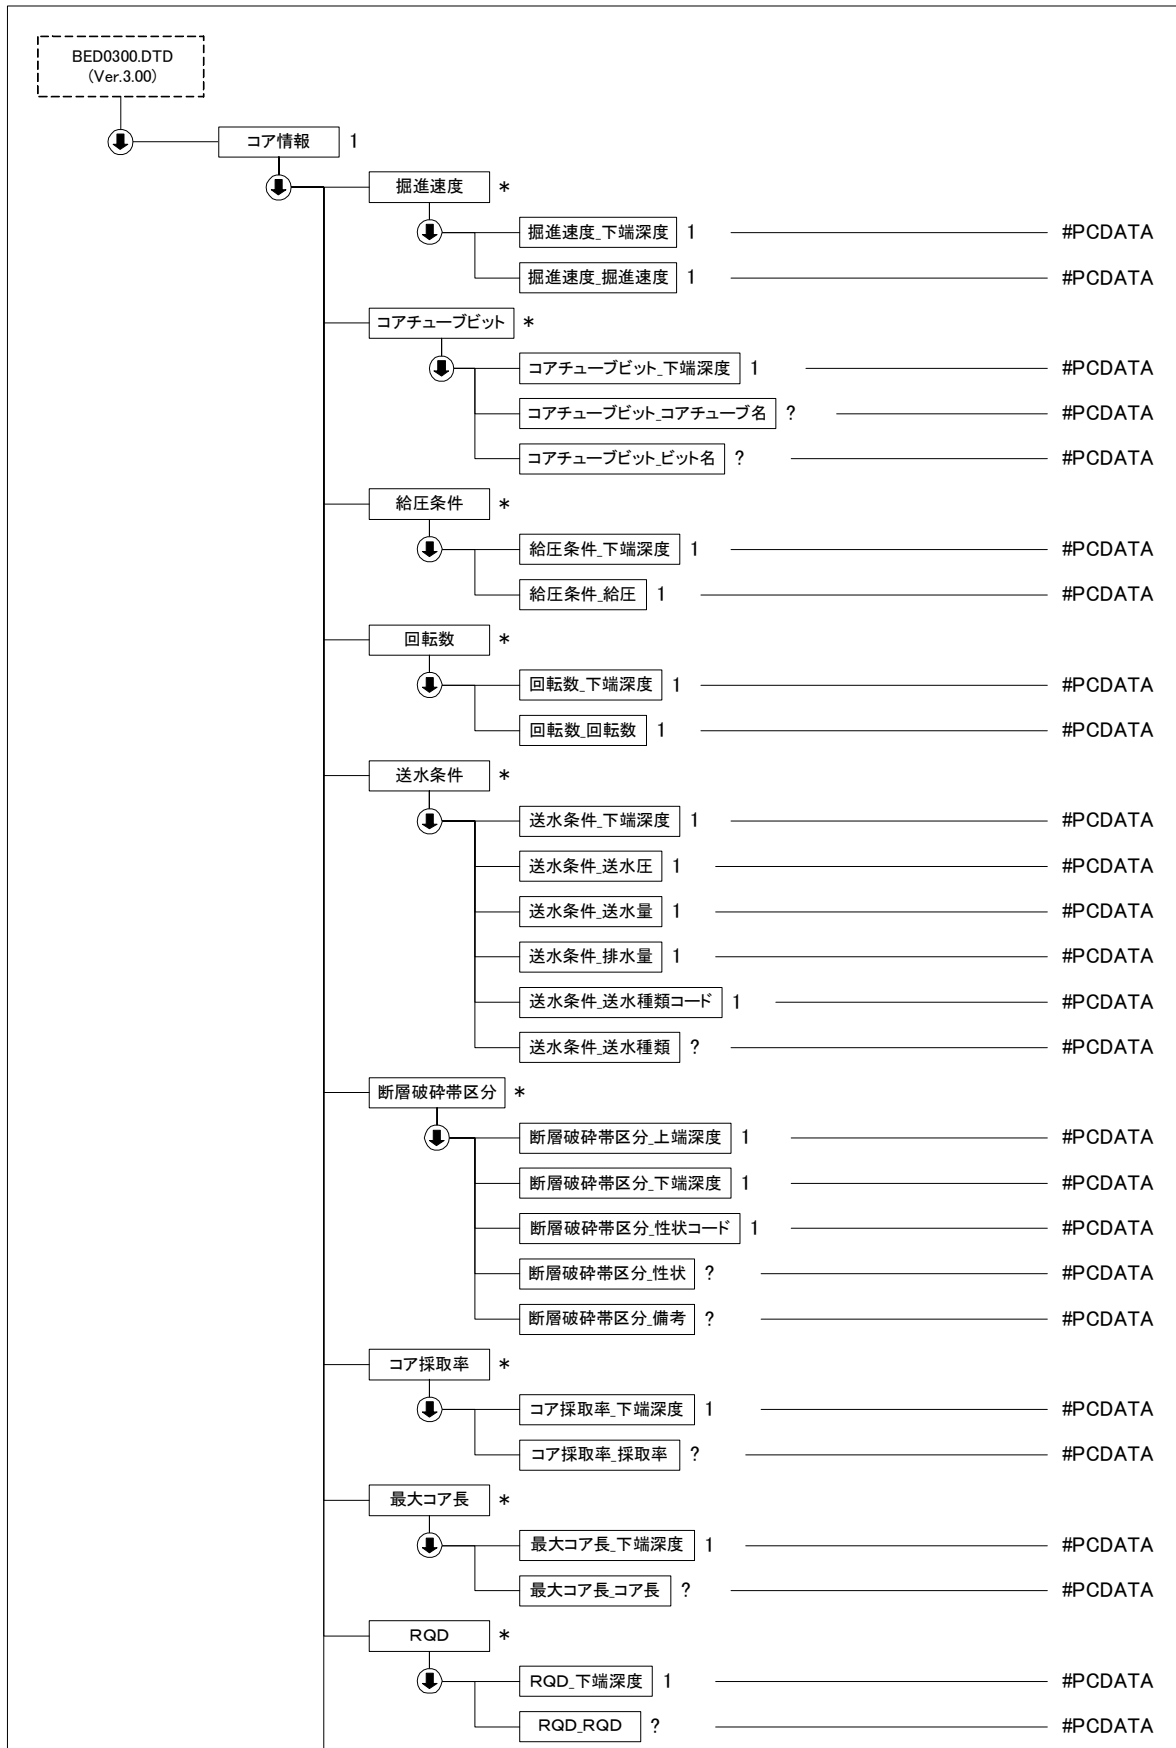 BED0300.DTD
(Ver.3.00)
コア情報 1
掘進速度 *
掘進速度_下端深度 1 #PCDATA
掘進速度_掘進速度 1 #PCDATA
コアチューブビット *
コアチューブビット_下端深度 1 #PCDATA
コアチューブビット_コアチューブ名 ? #PCDATA
コアチューブビット_ビット名 ? #PCDATA
給圧条件 *
給圧条件_下端深度 1 #PCDATA
給圧条件_給圧 1 #PCDATA
回転数 *
回転数_下端深度 1 #PCDATA
回転数_回転数 1 #PCDATA
送水条件 *
送水条件_下端深度 1 #PCDATA
送水条件_送水圧 1 #PCDATA
送水条件_送水量 1 #PCDATA
送水条件_排水量 1 #PCDATA
送水条件_送水種類コード 1 #PCDATA
送水条件_送水種類 ? #PCDATA
断層破砕帯区分 *
断層破砕帯区分_上端深度 1 #PCDATA
断層破砕帯区分_下端深度 1 #PCDATA
断層破砕帯区分_性状コード 1 #PCDATA
断層破砕帯区分_性状 ? #PCDATA
断層破砕帯区分_備考 ? #PCDATA
コア採取率 *
コア採取率_下端深度 1 #PCDATA
コア採取率_採取率 ? #PCDATA
最大コア長 *
最大コア長_下端深度 1 #PCDATA
最大コア長_コア長 ? #PCDATA
RQD *
RQD_下端深度 1 #PCDATA
RQD_RQD ? #PCDATA